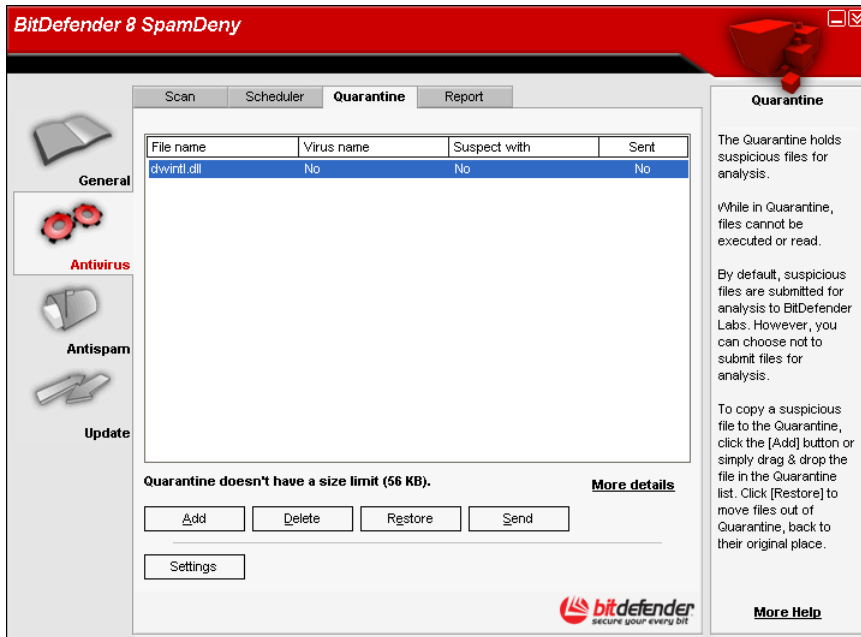 BitDefender 8 SpamDeny
Scan
Scheduler
Quarantine
Report
General
Antivirus
Antispam
Update
File name Virus name Suspect with Sent
dwintl.dll No No No
Quarantine doesn't have a size limit (56 KB).
More details
Add
Delete
Restore
Send
Settings
bitdefender
secure your every bit
Quarantine
The Quarantine holds
suspicious files for
analysis.
While in Quarantine,
files cannot be
executed or read.
By default, suspicious
files are submitted for
analysis to BitDefender
Labs. However, you
can choose not to
submit files for
analysis.
To copy a suspicious
file to the Quarantine,
click the [Add] button or
simply drag & drop the
file in the Quarantine
list. Click [Restore] to
move files out of
Quarantine, back to
their original place.
More Help